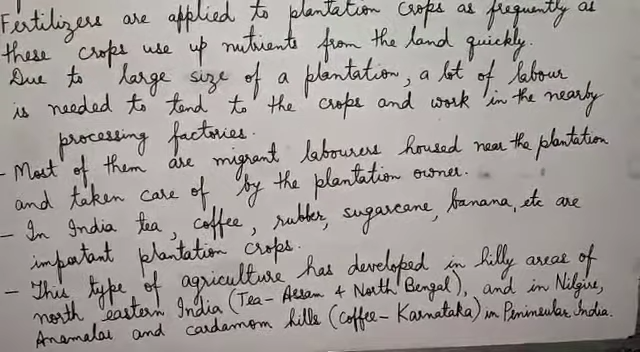 Fertilizers are applied to plantation crops as frequently as
these crops use up nutrients from the land quickly.
Due to large size of a plantation, a lot of labour
is needed to tend to the crops and work in the nearby
processing factories.
- Most of them are migrant labourers housed near the plantation
and taken care of by the plantation owner.
- In India tea, coffee, rubber, sugarcane, banana, etc are
important plantation crops.
- This type of agriculture has developed in hilly areas of
north eastern India (Tea - Assam & North Bengal), and in Nilgiri,
Anamalai and cardamom hills (coffee - Karnataka) in Peninsular India.